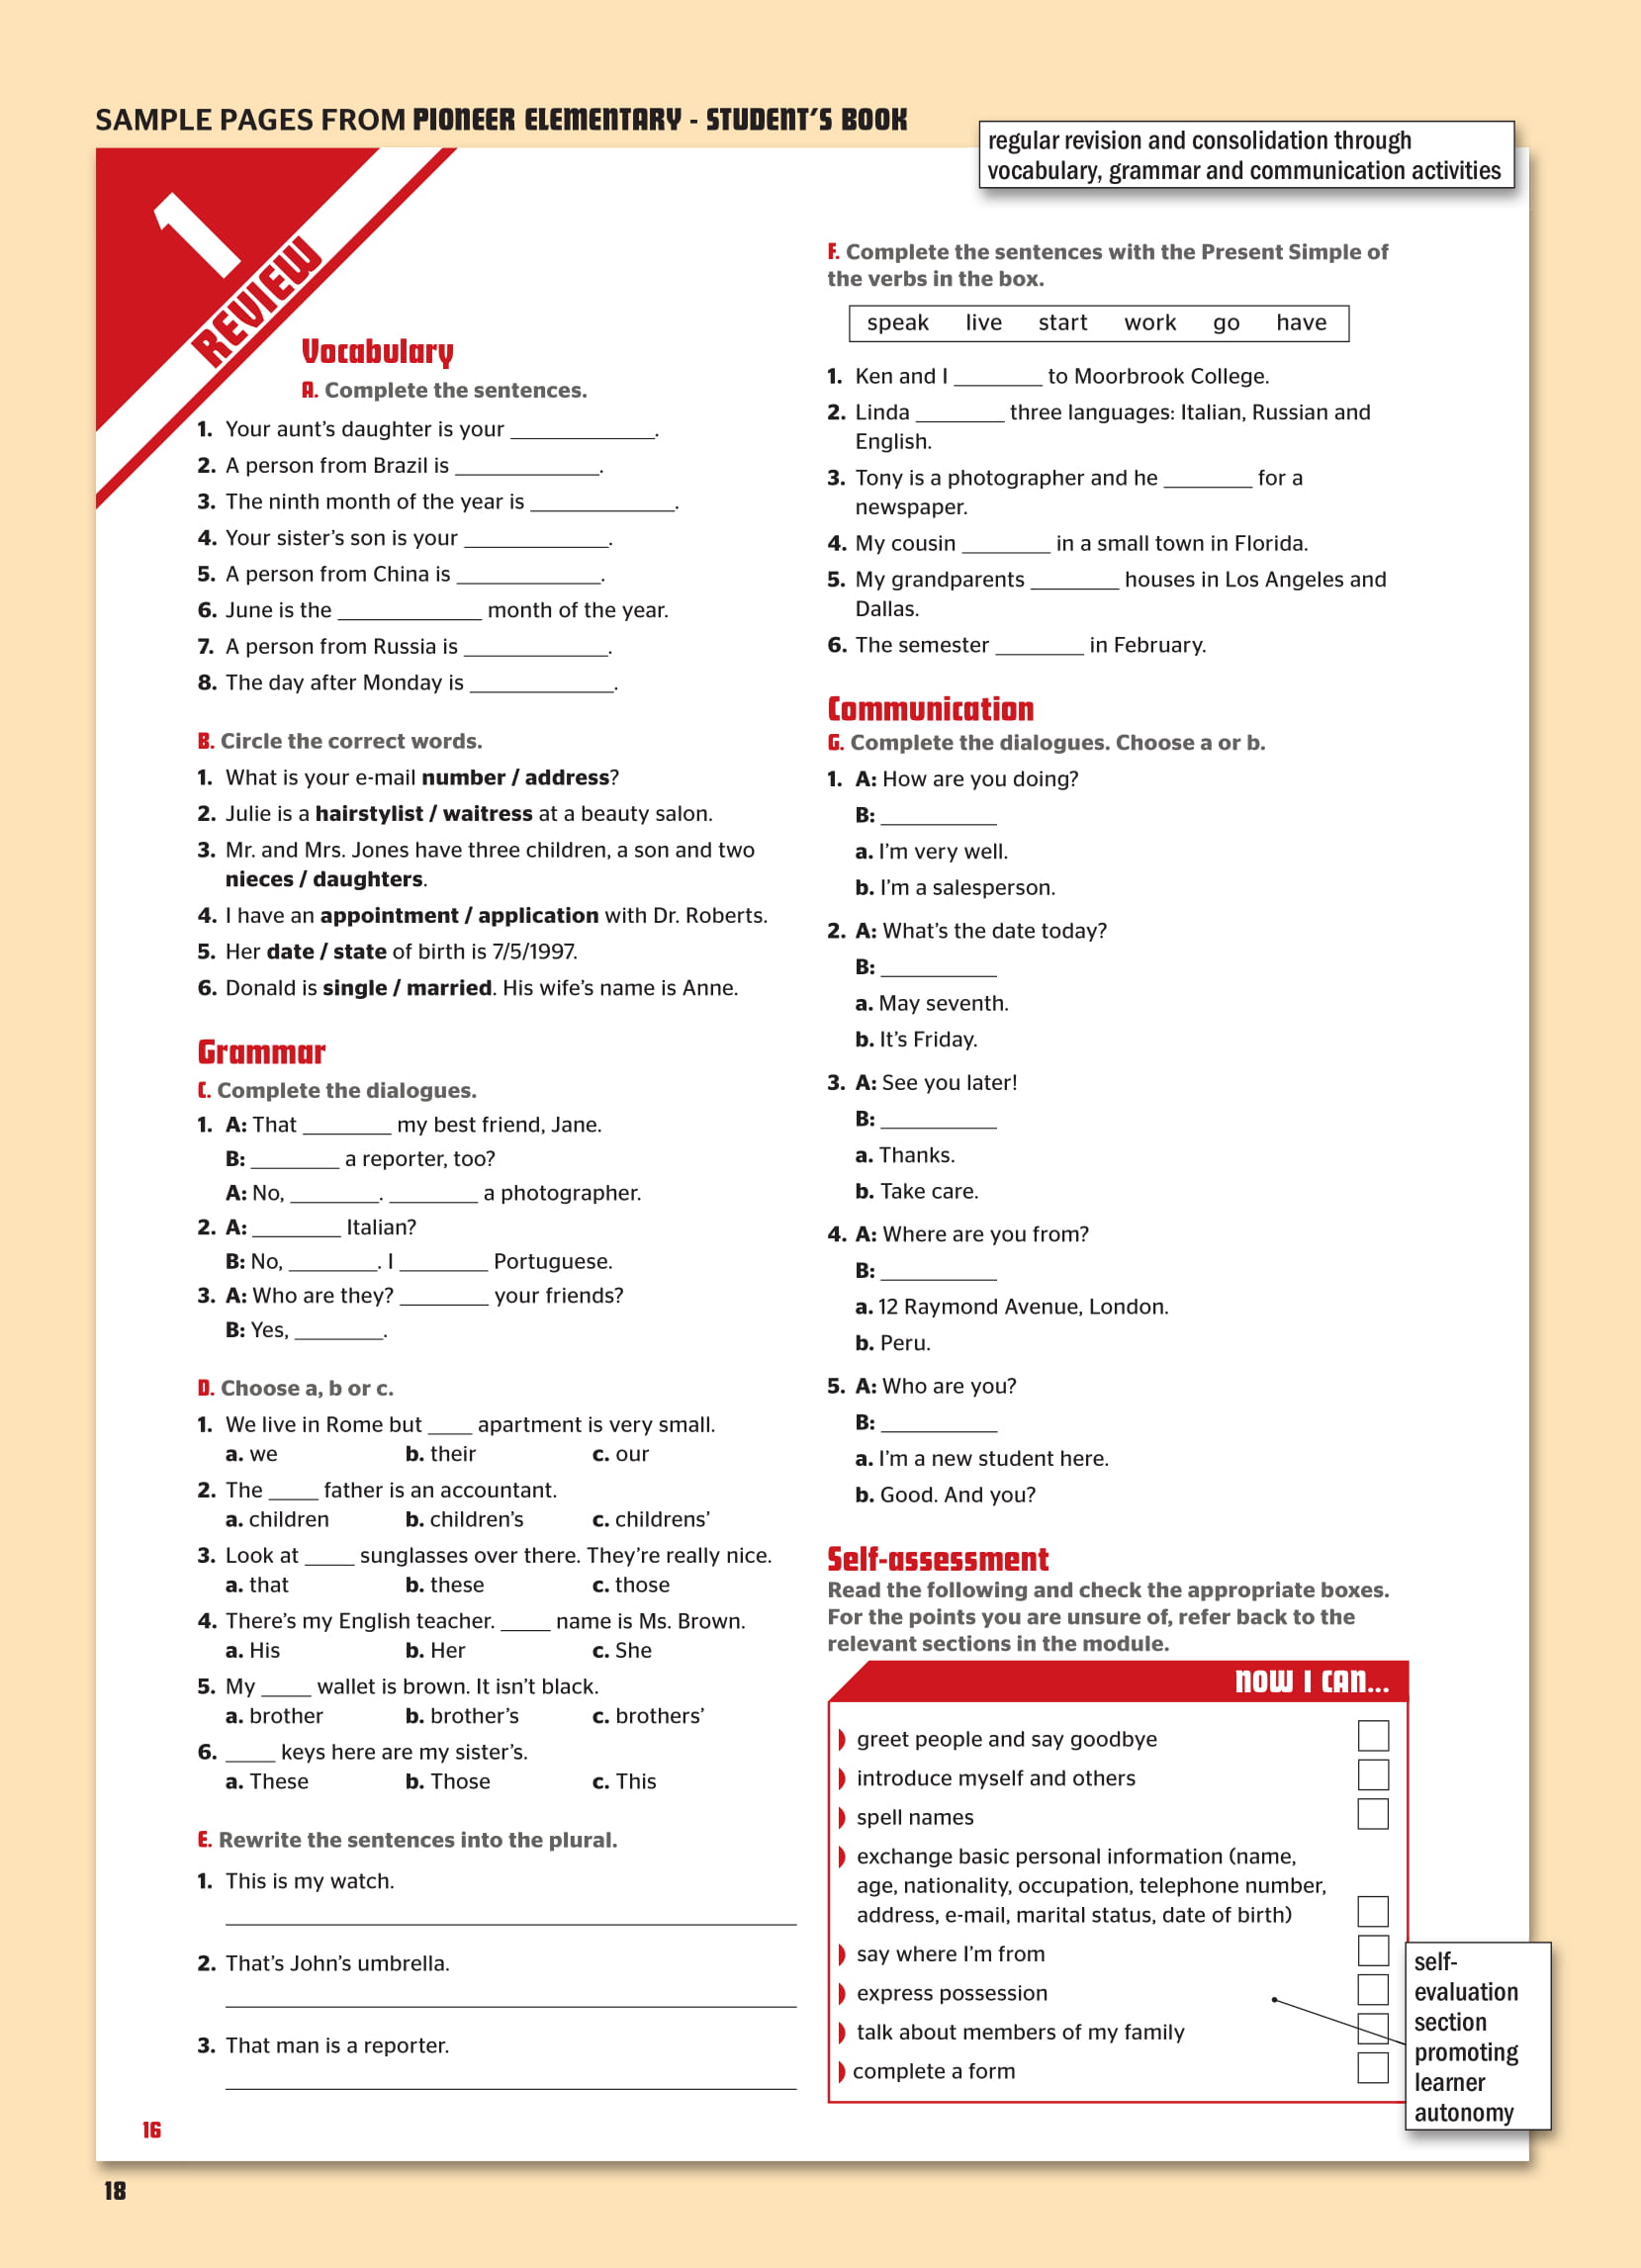 SAMPLE PAGES FROM PIONEER ELEMENTARY - STUDENT'S BOOK
regular revision and consolidation through
vocabulary, grammar and communication activities
1
REVIEW
Vocabulary
A. Complete the sentences.
1. Your aunt's daughter is your _____________.
2. A person from Brazil is _____________.
3. The ninth month of the year is _____________.
4. Your sister's son is your _____________.
5. A person from China is _____________.
6. June is the _____________ month of the year.
7. A person from Russia is _____________.
8. The day after Monday is _____________.
B. Circle the correct words.
1. What is your e-mail number / address?
2. Julie is a hairstylist / waitress at a beauty salon.
3. Mr. and Mrs. Jones have three children, a son and two
nieces / daughters.
4. I have an appointment / application with Dr. Roberts.
5. Her date / state of birth is 7/5/1997.
6. Donald is single / married. His wife's name is Anne.
Grammar
C. Complete the dialogues.
1. A: That ________ my best friend, Jane.
B: ________ a reporter, too?
A: No, ________. ________ a photographer.
2. A: ________ Italian?
B: No, ________. I ________ Portuguese.
3. A: Who are they? ________ your friends?
B: Yes, ________.
D. Choose a, b or c.
1. We live in Rome but ____ apartment is very small.
a. we b. their c. our
2. The ____ father is an accountant.
a. children b. children's c. childrens'
3. Look at ____ sunglasses over there. They're really nice.
a. that b. these c. those
4. There's my English teacher. ____ name is Ms. Brown.
a. His b. Her c. She
5. My ____ wallet is brown. It isn't black.
a. brother b. brother's c. brothers'
6. ____ keys here are my sister's.
a. These b. Those c. This
E. Rewrite the sentences into the plural.
1. This is my watch.
2. That's John's umbrella.
3. That man is a reporter.
16
F. Complete the sentences with the Present Simple of
the verbs in the box.
speak live start work go have
1. Ken and I ________ to Moorbrook College.
2. Linda ________ three languages: Italian, Russian and
English.
3. Tony is a photographer and he ________ for a
newspaper.
4. My cousin ________ in a small town in Florida.
5. My grandparents ________ houses in Los Angeles and
Dallas.
6. The semester ________ in February.
Communication
G. Complete the dialogues. Choose a or b.
1. A: How are you doing?
B: __________
a. I'm very well.
b. I'm a salesperson.
2. A: What's the date today?
B: __________
a. May seventh.
b. It's Friday.
3. A: See you later!
B: __________
a. Thanks.
b. Take care.
4. A: Where are you from?
B: __________
a. 12 Raymond Avenue, London.
b. Peru.
5. A: Who are you?
B: __________
a. I'm a new student here.
b. Good. And you?
Self-assessment
Read the following and check the appropriate boxes.
For the points you are unsure of, refer back to the
relevant sections in the module.
NOW I CAN...
greet people and say goodbye
introduce myself and others
spell names
exchange basic personal information (name,
age, nationality, occupation, telephone number,
address, e-mail, marital status, date of birth)
say where I'm from
express possession
talk about members of my family
complete a form
self-
evaluation
section
promoting
learner
autonomy
18